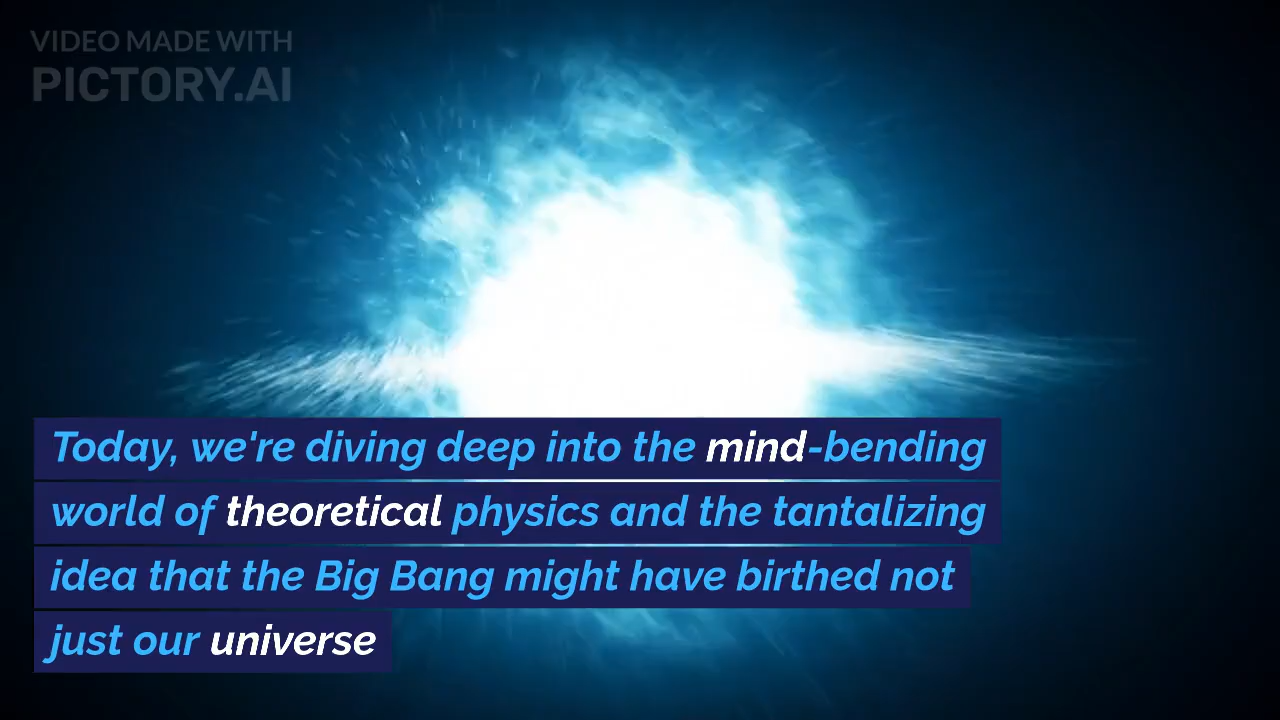 VIDEO MADE WITH
PICTORY.AI
Today, we're diving deep into the mind-bending
world of theoretical physics and the tantalizing
idea that the Big Bang might have birthed not
just our universe